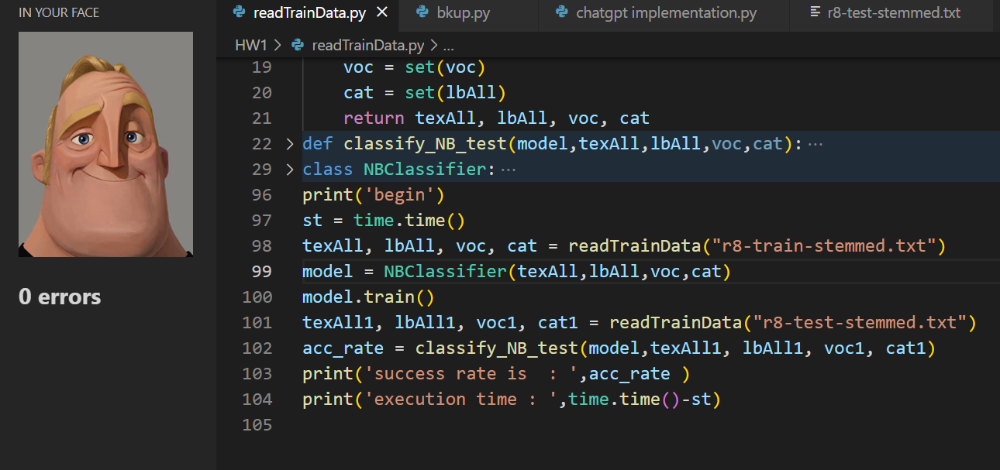 IN YOUR FACE
0 errors
readTrainData.py
bkup.py
chatgpt implementation.py
r8-test-stemmed.txt
HW1 > readTrainData.py > ...
19 voc = set(voc)
20 cat = set(lbAll)
21 return texAll, lbAll, voc, cat
22 > def classify_NB_test(model,texAll,lbAll,voc,cat):···
29 > class NBClassifier:···
96 print('begin')
97 st = time.time()
98 texAll, lbAll, voc, cat = readTrainData("r8-train-stemmed.txt")
99 model = NBClassifier(texAll,lbAll,voc,cat)
100 model.train()
101 texAll1, lbAll1, voc1, cat1 = readTrainData("r8-test-stemmed.txt")
102 acc_rate = classify_NB_test(model,texAll1, lbAll1, voc1, cat1)
103 print('success rate is  : ',acc_rate )
104 print('execution time : ',time.time()-st)
105